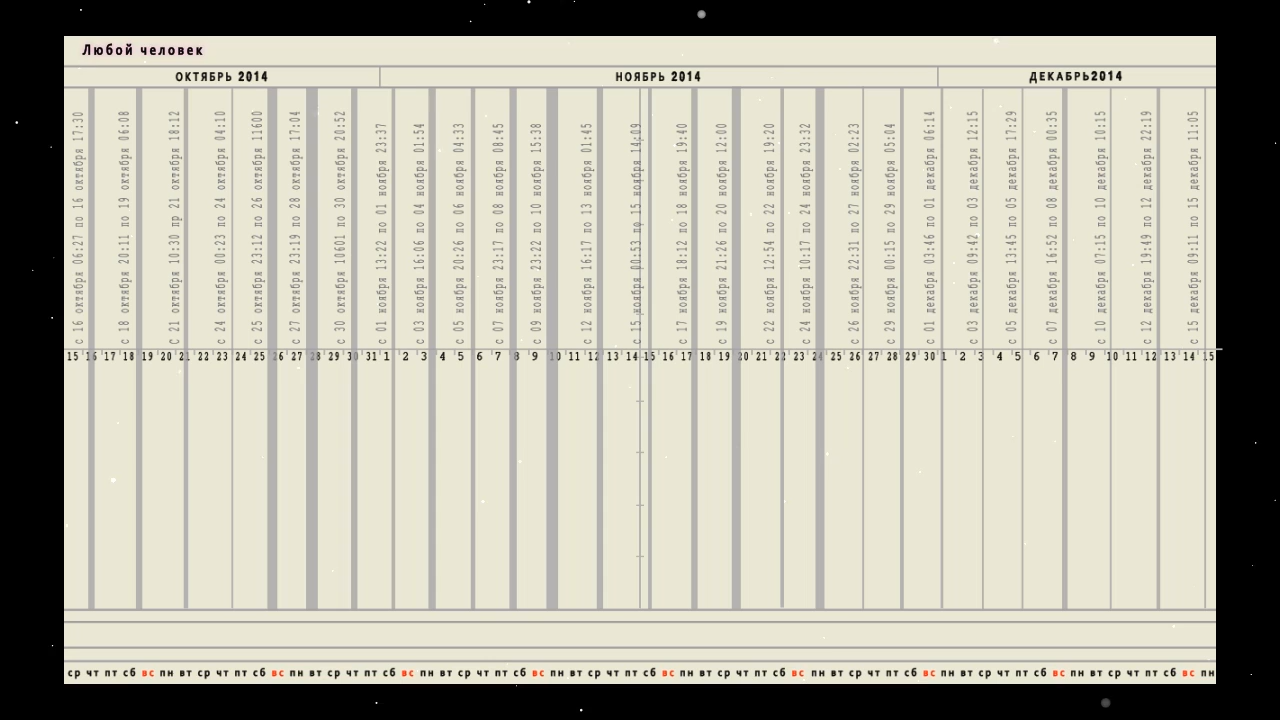 Любой человек
ОКТЯБРЬ 2014 НОЯБРЬ 2014 ДЕКАБРЬ2014
с 16 октября 06:27 по 16 октября 17:30
с 18 октября 20:11 по 19 октября 06:08
с 21 октября 10:30 пр 21 октября 18:12
с 24 октября 00:23 по 24 октября 04:10
с 25 октября 23:12 по 26 октября 11600
с 27 октября 23:19 по 28 октября 17:04
с 30 октября 10601 по 30 октября 20:52
с 01 ноября 13:22 по 01 ноября 23:37
с 03 ноября 16:06 по 04 ноября 01:54
с 05 ноября 20:26 по 06 ноября 04:33
с 07 ноября 23:17 по 08 ноября 08:45
с 09 ноября 23:22 по 10 ноября 15:38
с 12 ноября 16:17 по 13 ноября 01:45
с 15 ноября 00:53 по 15 ноября 14:09
с 17 ноября 18:12 по 18 ноября 19:40
с 19 ноября 21:26 по 20 ноября 12:00
с 22 ноября 12:54 по 22 ноября 19:20
с 24 ноября 10:17 по 24 ноября 23:32
с 26 ноября 22:31 по 27 ноября 02:23
с 29 ноября 00:15 по 29 ноября 05:04
с 01 декабря 03:46 по 01 декабря 06:14
с 03 декабря 09:42 по 03 декабря 12:15
с 05 декабря 13:45 по 05 декабря 17:29
с 07 декабря 16:52 по 08 декабря 00:35
с 10 декабря 07:15 по 10 декабря 10:15
с 12 декабря 19:49 по 12 декабря 22:19
с 15 декабря 09:11 по 15 декабря 11:05
15 16 17 18 19 20 21 22 23 24 25 26 27 28 29 30 31 1 2 3 4 5 6 7 8 9 10 11 12 13 14 15 16 17 18 19 20 21 22 23 24 25 26 27 28 29 30 1 2 3 4 5 6 7 8 9 10 11 12 13 14 15
ср чт пт сб вс пн вт ср чт пт сб вс пн вт ср чт пт сб вс пн вт ср чт пт сб вс пн вт ср чт пт сб вс пн вт ср чт пт сб вс пн вт ср чт пт сб вс пн вт ср чт пт сб вс пн вт ср чт пт сб вс пн